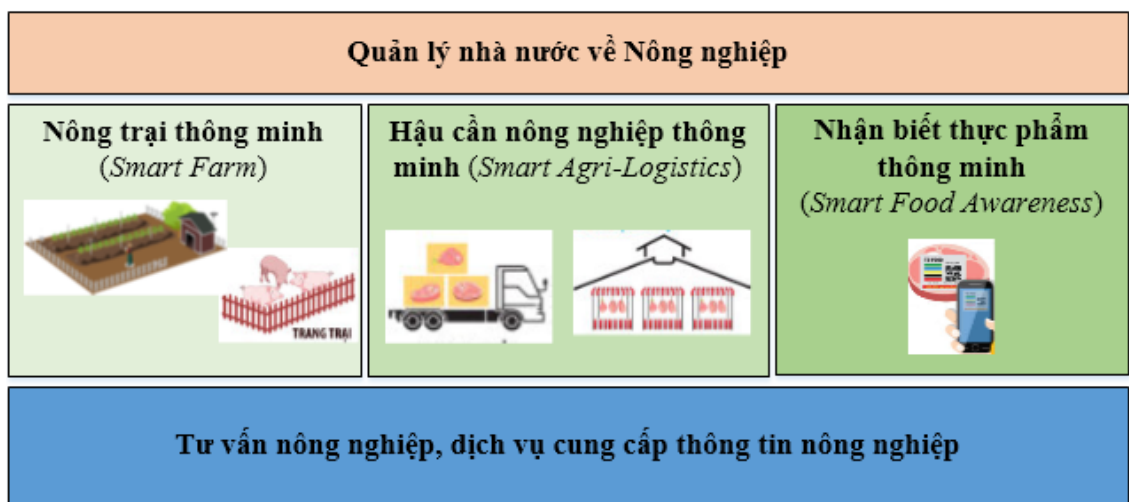 Quản lý nhà nước về Nông nghiệp
Nông trại thông minh
(Smart Farm)
TRANG TRẠI
Hậu cần nông nghiệp thông
minh (Smart Agri-Logistics)
Nhận biết thực phẩm
thông minh
(Smart Food Awareness)
Tư vấn nông nghiệp, dịch vụ cung cấp thông tin nông nghiệp